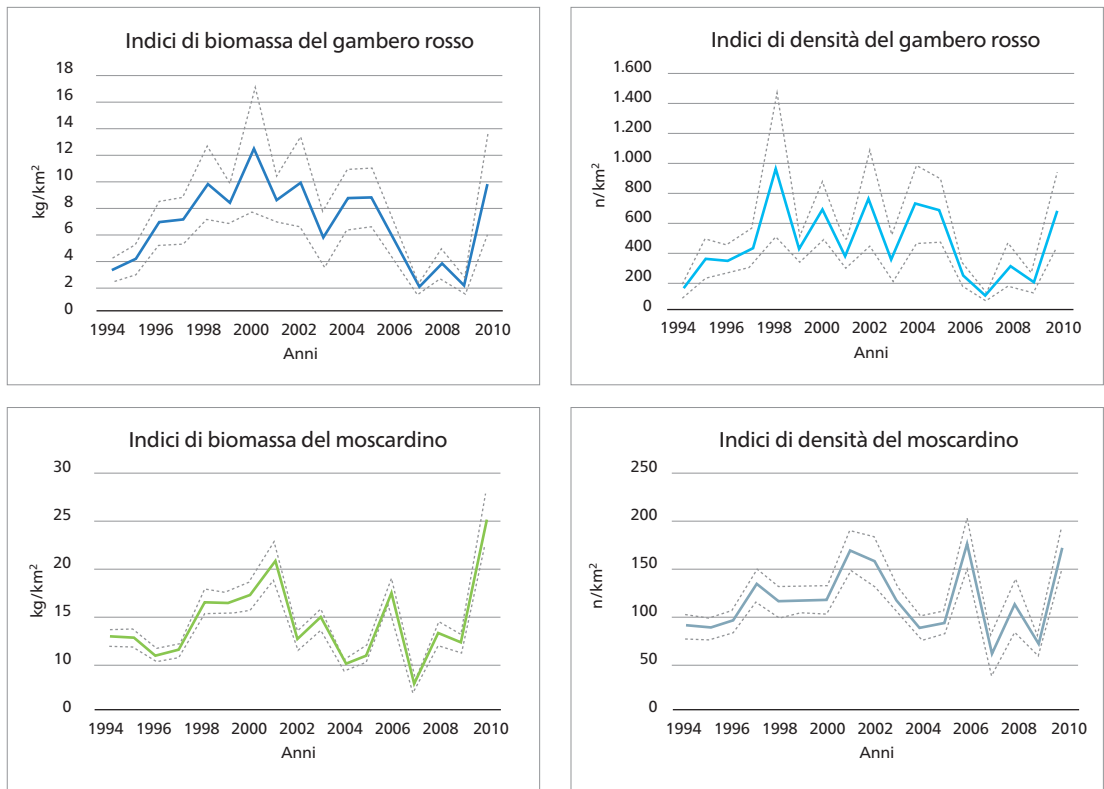 Indici di biomassa del gambero rosso
kg/km²
18
16
14
12
10
8
6
4
2
0
1994 1996 1998 2000 2002 2004 2006 2008 2010
Anni
Indici di densità del gambero rosso
n/km²
1.600
1.400
1.200
1.000
800
600
400
200
0
1994 1996 1998 2000 2002 2004 2006 2008 2010
Anni
Indici di biomassa del moscardino
kg/km²
30
25
20
15
10
0
1994 1996 1998 2000 2002 2004 2006 2008 2010
Anni
Indici di densità del moscardino
n/km²
250
200
150
100
50
0
1994 1996 1998 2000 2002 2004 2006 2008 2010
Anni